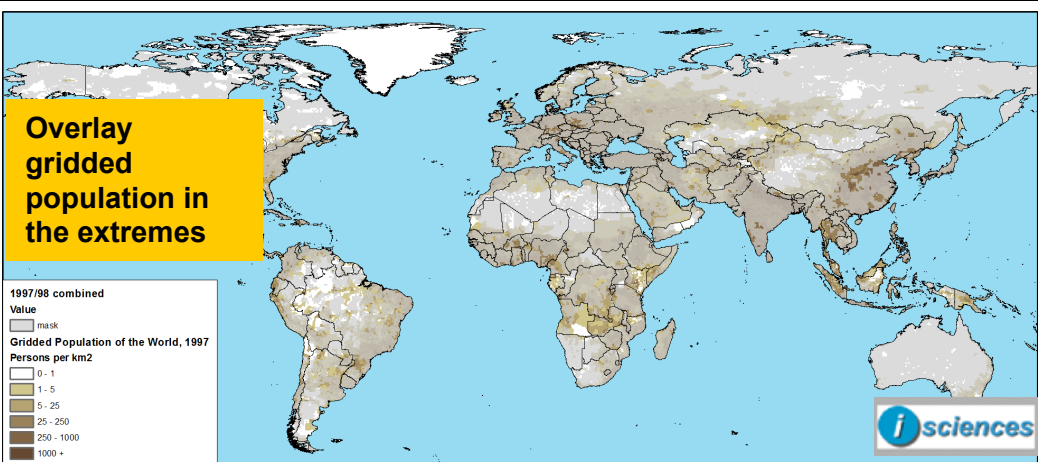 Overlay
gridded
population in
the extremes
1997/98 combined
Value
mask
Gridded Population of the World, 1997
Persons per km2
0 - 1
1 - 5
5 - 25
25 - 250
250 - 1000
1000 +
i sciences